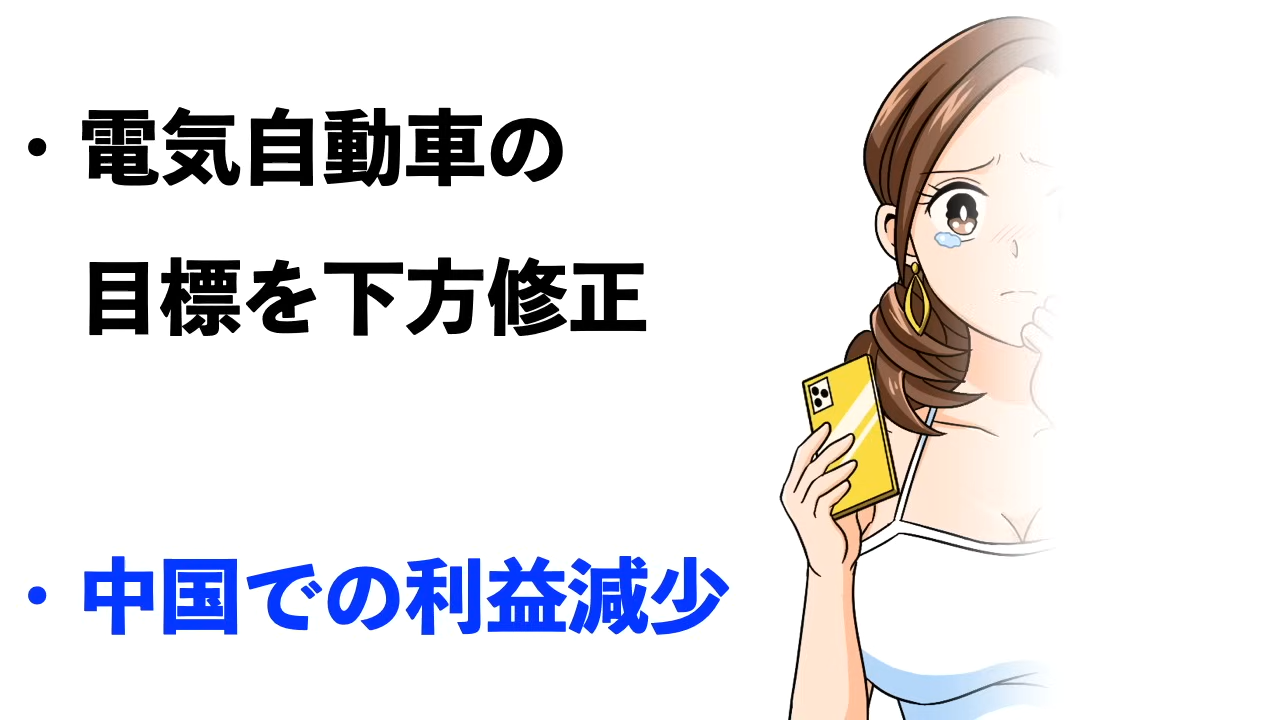 ・電気自動車の
目標を下方修正
・中国での利益減少